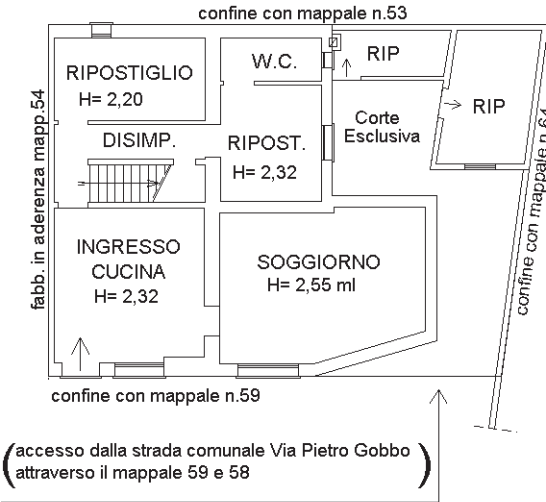 confine con mappale n.53
RIPOSTIGLIO
H= 2,20
W.C.
RIP
RIP
fabb. in aderenza mapp.54
DISIMP.
RIPOST.
H= 2,32
Corte
Esclusiva
confine con mappale n.64
INGRESSO
CUCINA
H= 2,32
SOGGIORNO
H= 2,55 ml
confine con mappale n.59
(accesso dalla strada comunale Via Pietro Gobbo
attraverso il mappale 59 e 58)